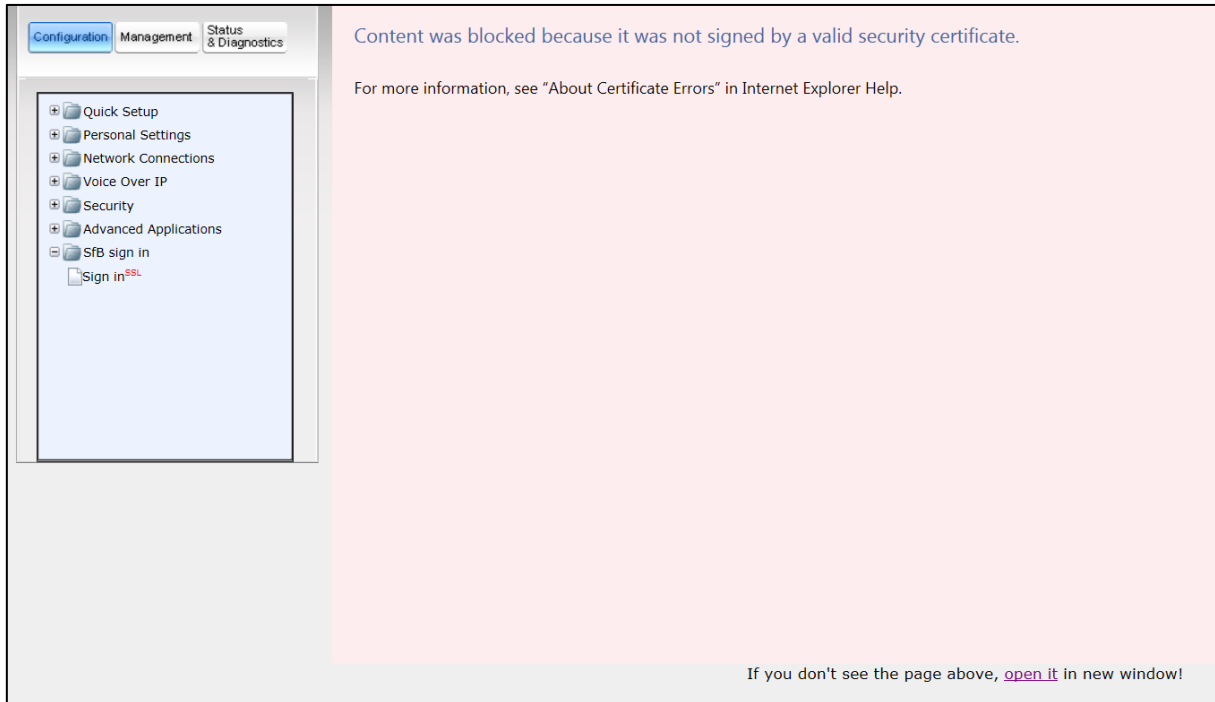 Configuration
Management
Status
& Diagnostics
Quick Setup
Personal Settings
Network Connections
Voice Over IP
Security
Advanced Applications
SfB sign in
Sign inSSL
Content was blocked because it was not signed by a valid security certificate.
For more information, see “About Certificate Errors” in Internet Explorer Help.
If you don't see the page above, open it in new window!